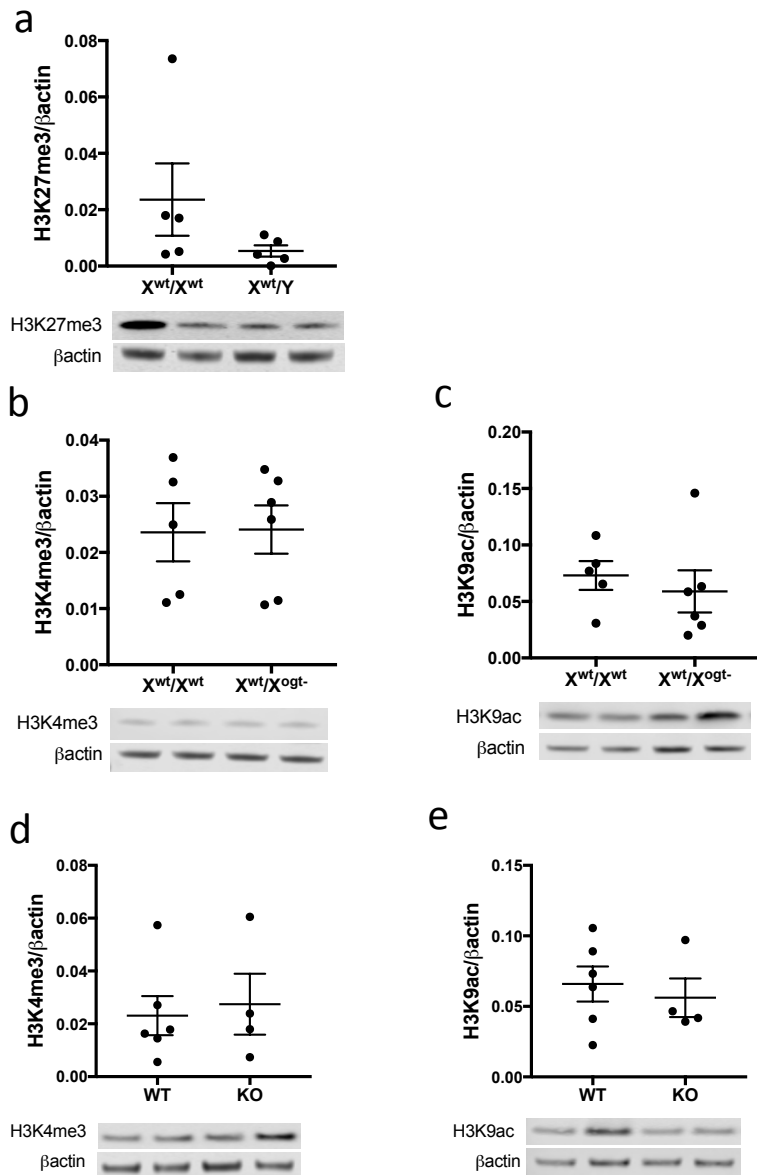 a
H3K27me3/βactin
0.08
0.06
0.04
0.02
0.00
Xwt/Xwt
Xwt/Y
H3K27me3
βactin
b
H3K4me3/βactin
0.04
0.03
0.02
0.01
0.00
Xwt/Xwt
Xwt/Xogt-
H3K4me3
βactin
c
H3K9ac/βactin
0.20
0.15
0.10
0.05
0.00
Xwt/Xwt
Xwt/Xogt-
H3K9ac
βactin
d
H3K4me3/βactin
0.08
0.06
0.04
0.02
0.00
WT
KO
H3K4me3
βactin
e
H3K9ac/βactin
0.15
0.10
0.05
0.00
WT
KO
H3K9ac
βactin